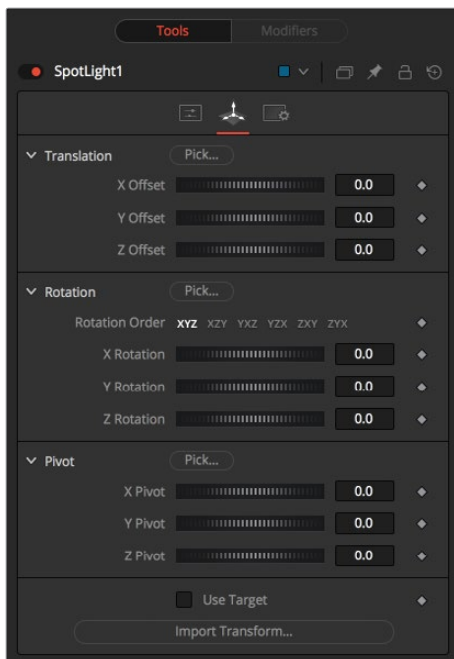 Tools Modifiers
SpotLight1
Translation Pick...
X Offset 0.0
Y Offset 0.0
Z Offset 0.0
Rotation Pick...
Rotation Order XYZ XZY YXZ YZX ZXY ZYX
X Rotation 0.0
Y Rotation 0.0
Z Rotation 0.0
Pivot Pick...
X Pivot 0.0
Y Pivot 0.0
Z Pivot 0.0
Use Target
Import Transform...